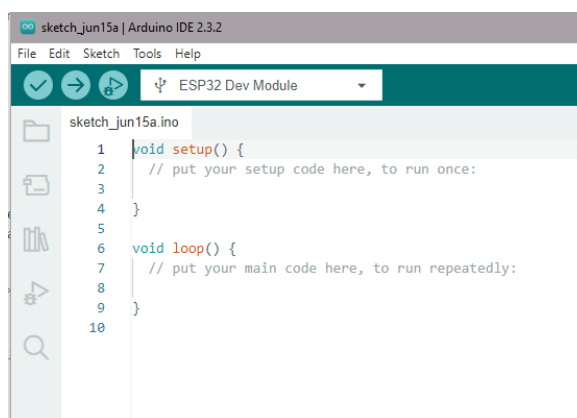 sketch_jun15a | Arduino IDE 2.3.2
File Edit Sketch Tools Help
ESP32 Dev Module
sketch_jun15a.ino
1 void setup() {
2   // put your setup code here, to run once:
3
4 }
5
6 void loop() {
7   // put your main code here, to run repeatedly:
8
9 }
10